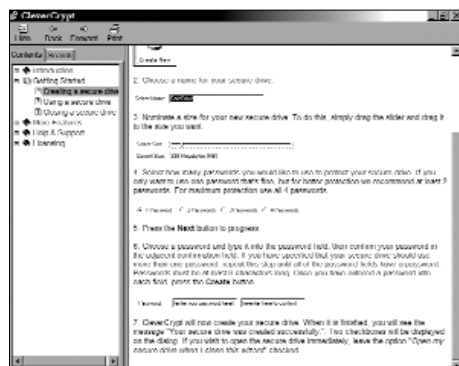 CleverCrypt
Hide Back Forward Print
Contents Search
Introduction
Getting Started
Creating a secure drive
Using a secure drive
Closing a secure drive
More Features
Help & Support
Licensing
Create New
2. Choose a name for your secure drive.
3. Nominate a size for your new secure drive. To do this, simply drag the slider and drag it
to the size you want.
4. Select how many passwords you would like to use to protect your secure drive. If you
only want to use one password that's fine, but for better protection we recommend at least 2
passwords. For maximum protection use all 4 passwords.
1 Password 2 Passwords 3 Passwords 4 Passwords
5. Press the Next button to progress.
6. Choose a password and type it into the password field, then confirm your password in
the adjacent confirmation field. If you have specified that your secure drive should use
more than one password, repeat this step until all of the password fields have a password.
Passwords must be at least 8 characters long. Once you have entered a password into
each field, press the Create button.
Password
7. CleverCrypt will now create your secure drive. When it is finished, you will see the
message "Your secure drive was created successfully.". Two checkboxes will be displayed
on the dialog. If you wish to open the secure drive immediately, leave the option "Open my
secure drive when I close this wizard" checked.